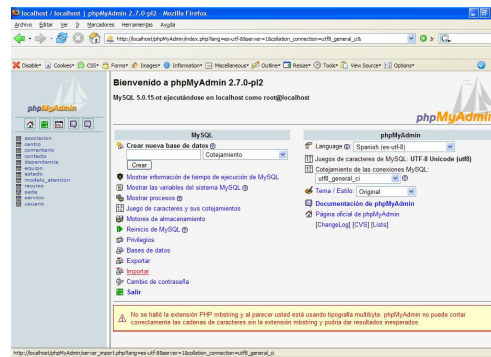 localhost / localhost | phpMyAdmin 2.7.0-pl2 - Mozilla Firefox
Archivo Editar Ver Ir Marcadores Herramientas Ayuda
http://localhost/phpMyAdmin/index.php?lang=es-utf-8&server=1&collation_connection=utf8_general_ci&
Disable Cookies CSS Forms Images Information Miscellaneous Outline Resize Tools View Source Options
phpMyAdmin
asociacion
centro
comentario
contacto
dependencia
equipo
estado
modelo_atencion
recurso
sede
servicio
usuario
Bienvenido a phpMyAdmin 2.7.0-pl2
MySQL 5.0.15-nt ejecutándose en localhost como root@localhost
phpMyAdmin
MySQL
Crear nueva base de datos
Cotejamiento
Crear
Mostrar información de tiempo de ejecución de MySQL
Mostrar las variables del sistema MySQL
Mostrar procesos
Juego de caracteres y sus cotejamientos
Motores de almacenamiento
Reinicio de MySQL
Privilegios
Bases de datos
Exportar
Importar
Cambio de contraseña
Salir
phpMyAdmin
Language: Spanish (es-utf-8)
Juegos de caracteres de MySQL: UTF-8 Unicode (utf8)
Cotejamiento de las conexiones MySQL:
utf8_general_ci
Tema / Estilo: Original
Documentación de phpMyAdmin
Página oficial de phpMyAdmin
[ChangeLog] [CVS] [Lists]
No se halló la extensión PHP mbstring y al parecer usted está usando tipografía multibyte. phpMyAdmin no puede cortar
correctamente las cadenas de caracteres sin la extensión mbstring y podría dar resultados inesperados.
http://localhost/phpMyAdmin/server_import.php?lang=es-utf-8&server=1&collation_connection=utf8_general_ci